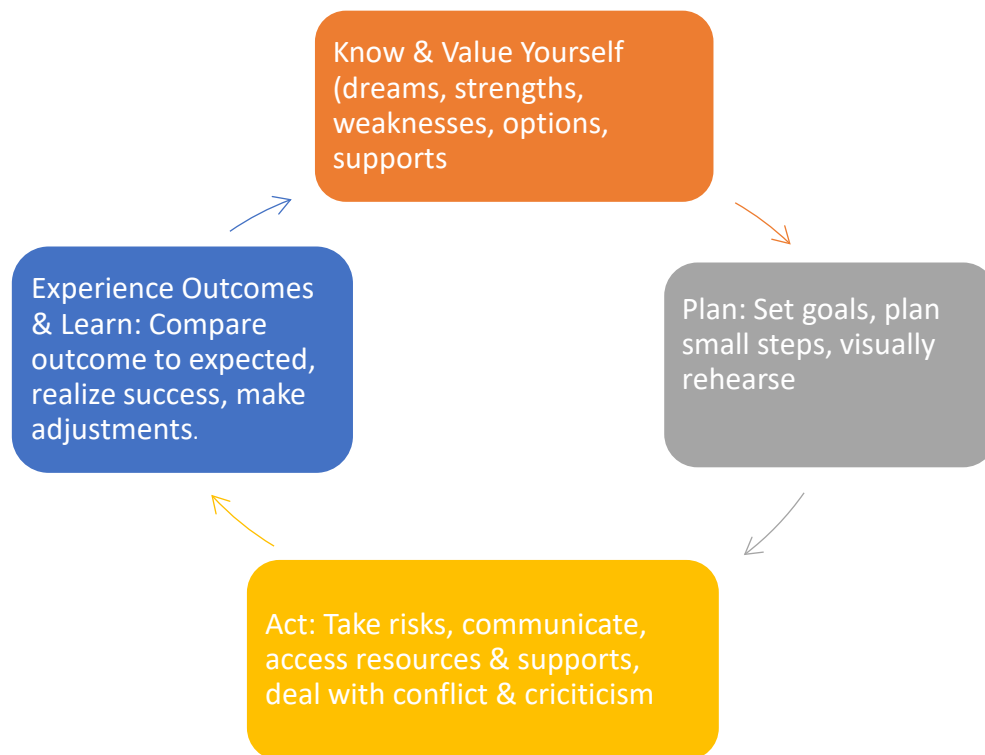 Know & Value Yourself
(dreams, strengths,
weaknesses, options,
supports
Plan: Set goals, plan
small steps, visually
rehearse
Act: Take risks, communicate,
access resources & supports,
deal with conflict & criciticism
Experience Outcomes
& Learn: Compare
outcome to expected,
realize success, make
adjustments.